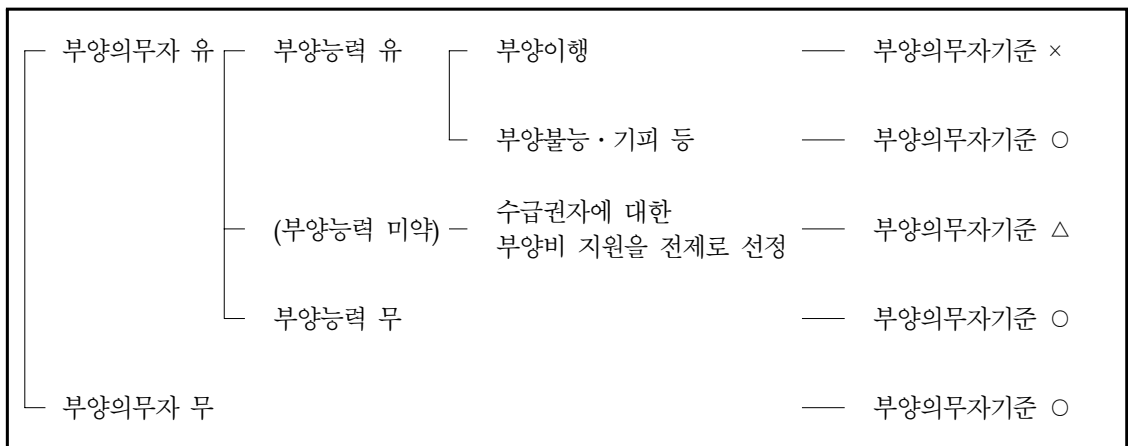 부양의무자 유 부양능력 유 부양이행 부양의무자기준 ×
부양불능·기피 등 부양의무자기준 ○
(부양능력 미약) 수급권자에 대한
부양비 지원을 전제로 선정 부양의무자기준 △
부양능력 무 부양의무자기준 ○
부양의무자 무 부양의무자기준 ○